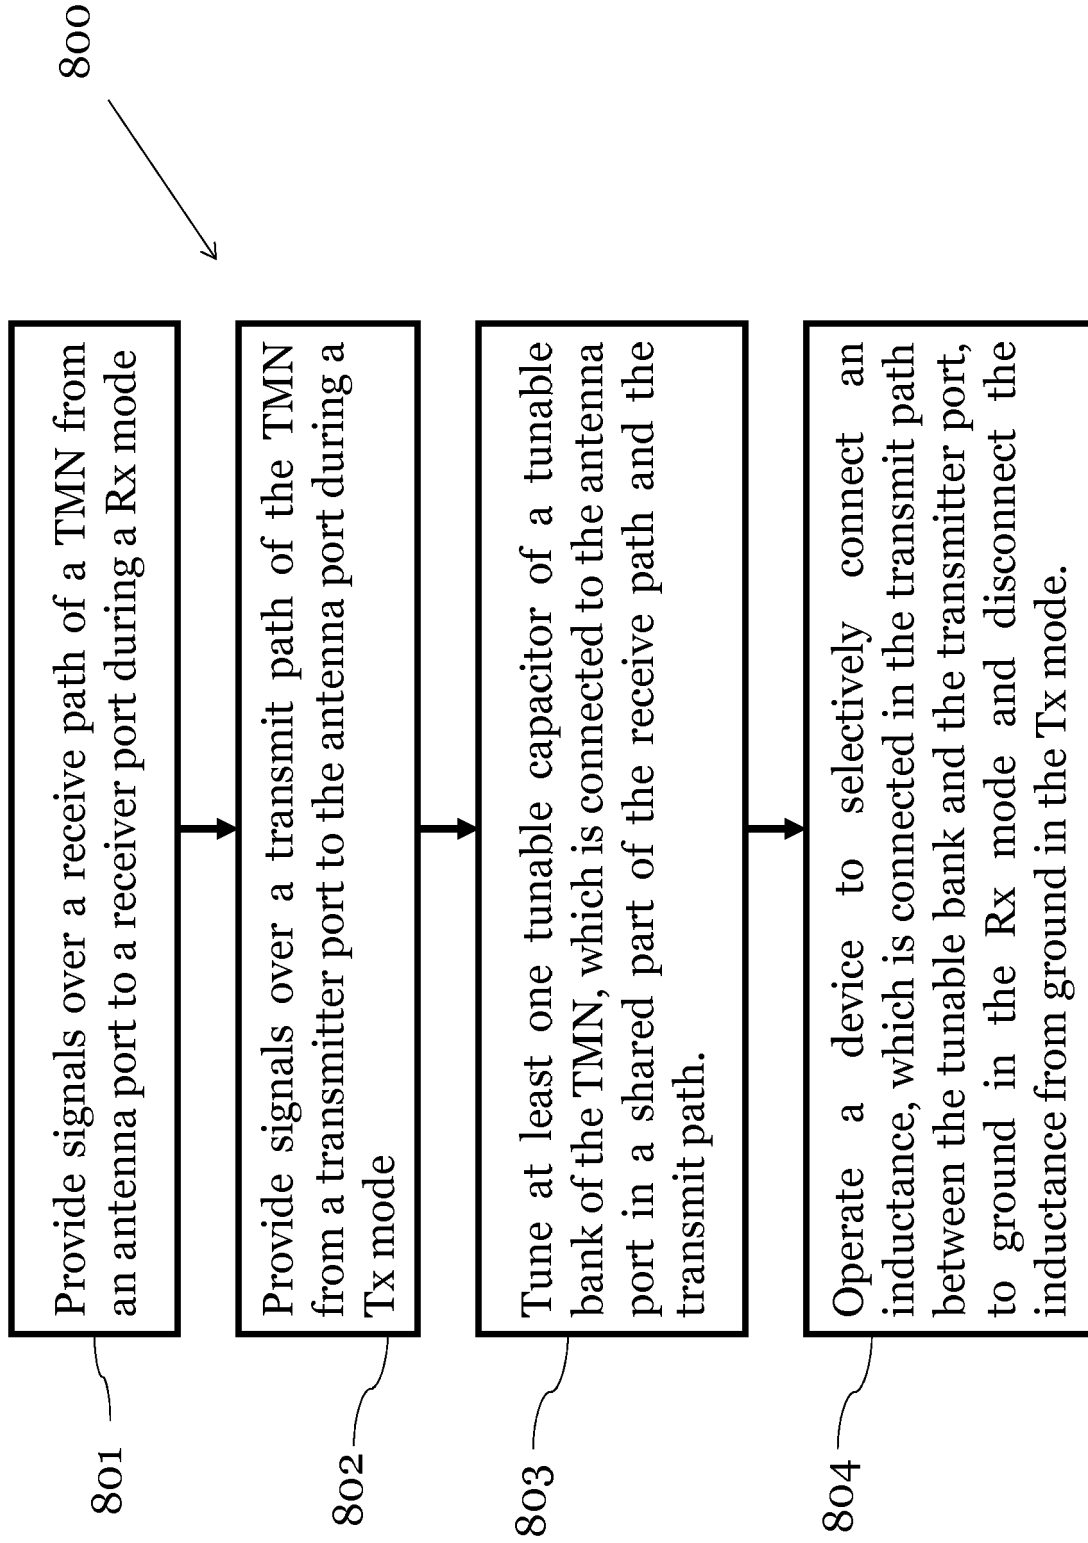 800
801
Provide signals over a receive path of a TMN from
an antenna port to a receiver port during a Rx mode
802
Provide signals over a transmit path of the TMN
from a transmitter port to the antenna port during a
Tx mode
803
Tune at least one tunable capacitor of a tunable
bank of the TMN, which is connected to the antenna
port in a shared part of the receive path and the
transmit path.
804
Operate a device to selectively connect an
inductance, which is connected in the transmit path
between the tunable bank and the transmitter port,
to ground in the Rx mode and disconnect the
inductance from ground in the Tx mode.